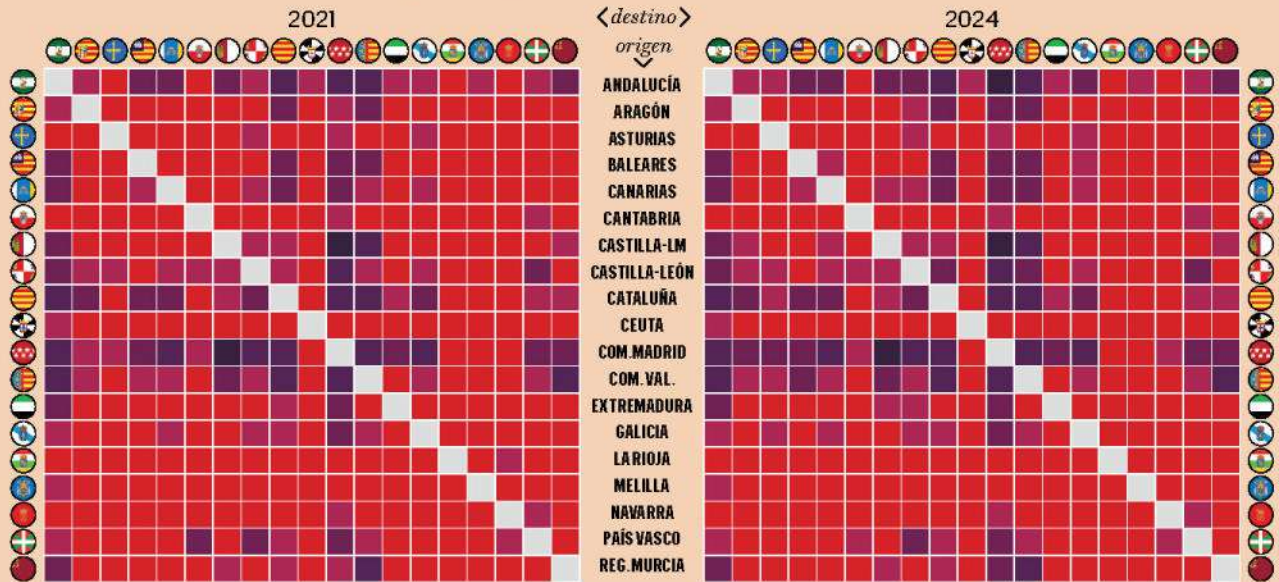 2021
<destino>
2024
origen
ANDALUCÍA
ARAGÓN
ASTURIAS
BALEARES
CANARIAS
CANTABRIA
CASTILLA-LM
CASTILLA-LEÓN
CATALUÑA
CEUTA
COM.MADRID
COM.VAL.
EXTREMADURA
GALICIA
LA RIOJA
MELILLA
NAVARRA
PAÍS VASCO
REG.MURCIA